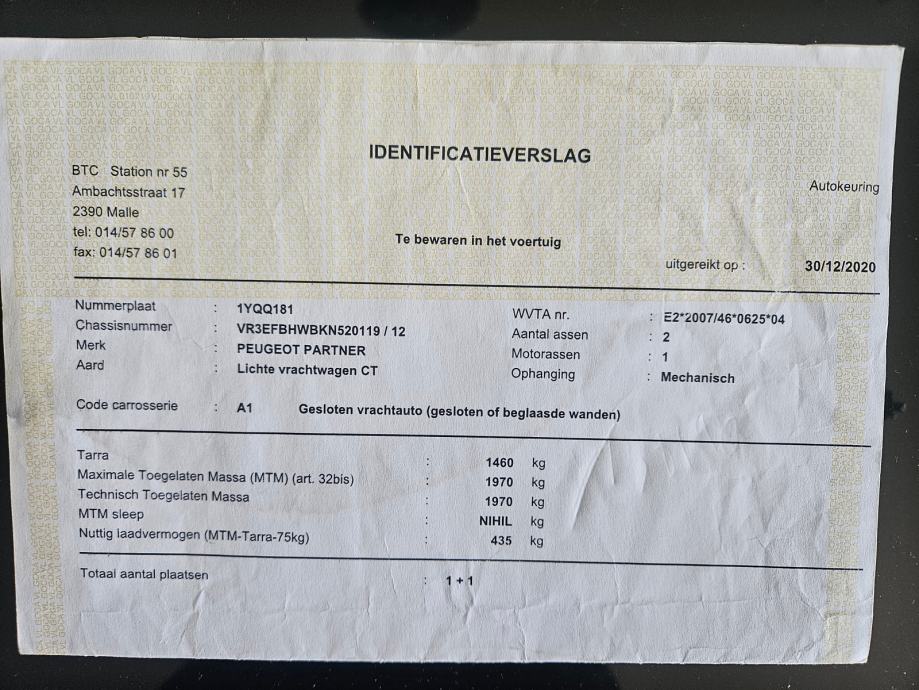 IDENTIFICATIEVERSLAG
BTC Station nr 55
Ambachtsstraat 17
2390 Malle
tel: 014/57 86 00
fax: 014/57 86 01
Autokeuring
Te bewaren in het voertuig
uitgereikt op : 30/12/2020
Nummerplaat : 1YQQ181
Chassisnummer : VR3EFBHWBKN520119 / 12
Merk : PEUGEOT PARTNER
Aard : Lichte vrachtwagen CT
WVTA nr. : E2*2007/46*0625*04
Aantal assen : 2
Motorassen : 1
Ophanging : Mechanisch
Code carrosserie : A1 Gesloten vrachtauto (gesloten of beglaasde wanden)
Tarra : 1460 kg
Maximale Toegelaten Massa (MTM) (art. 32bis) : 1970 kg
Technisch Toegelaten Massa : 1970 kg
MTM sleep : NIHIL kg
Nuttig laadvermogen (MTM-Tarra-75kg) : 435 kg
Totaal aantal plaatsen : 1 + 1